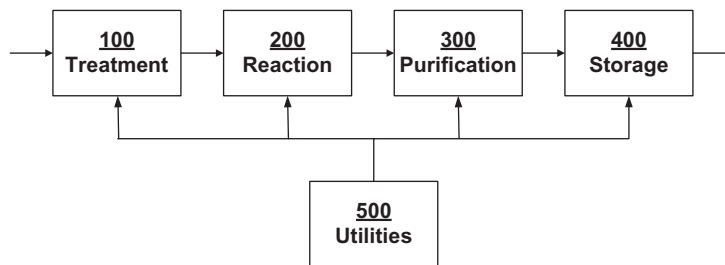 100
Treatment
200
Reaction
300
Purification
400
Storage
500
Utilities